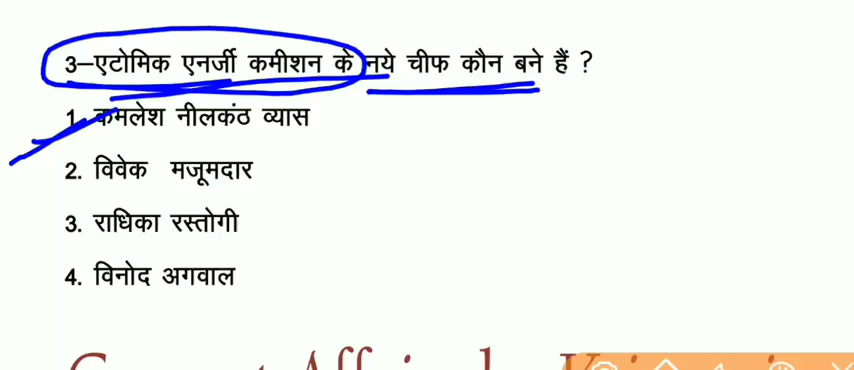 3–एटोमिक एनर्जी कमीशन के नये चीफ कौन बने हैं ?
1. कमलेश नीलकंठ व्यास
2. विवेक मजूमदार
3. राधिका रस्तोगी
4. विनोद अगवाल